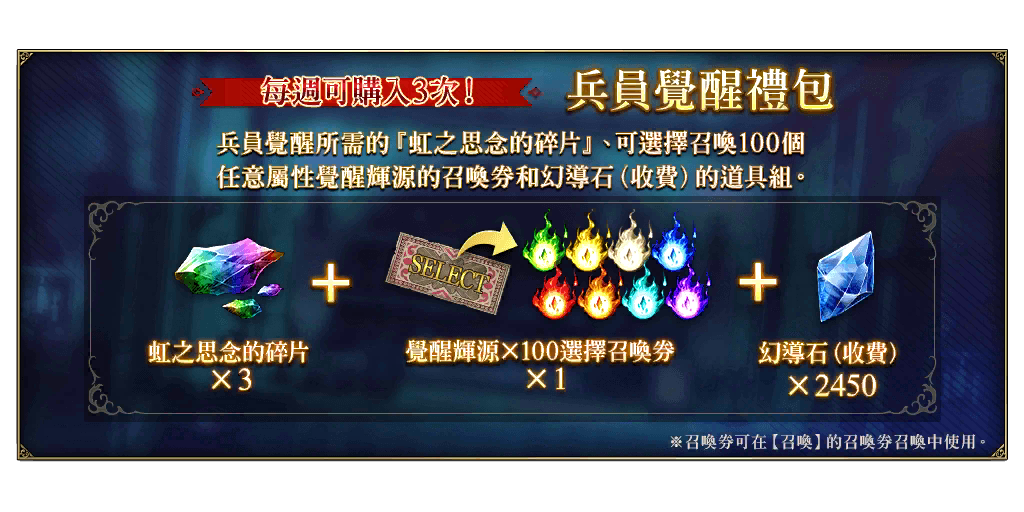 每週可購入3次！ 兵員覺醒禮包
兵員覺醒所需的『虹之思念的碎片』、可選擇召喚100個
任意屬性覺醒輝源的召喚券和幻導石（收費）的道具組。
SELECT
虹之思念的碎片
×3
覺醒輝源×100選擇召喚券
×1
幻導石（收費）
×2450
※召喚券可在【召喚】的召喚券召喚中使用。